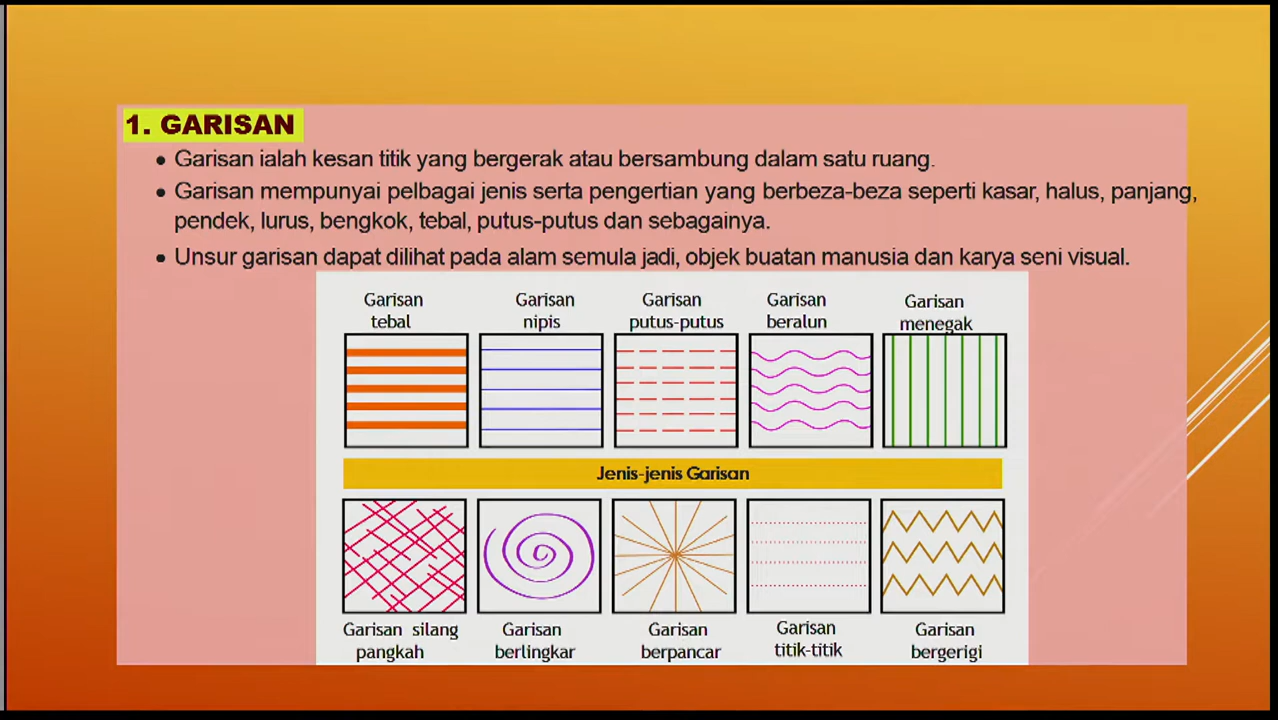 1. GARISAN
• Garisan ialah kesan titik yang bergerak atau bersambung dalam satu ruang.
• Garisan mempunyai pelbagai jenis serta pengertian yang berbeza-beza seperti kasar, halus, panjang,
pendek, lurus, bengkok, tebal, putus-putus dan sebagainya.
• Unsur garisan dapat dilihat pada alam semula jadi, objek buatan manusia dan karya seni visual.
Garisan
tebal
Garisan
nipis
Garisan
putus-putus
Garisan
beralun
Garisan
menegak
Jenis-jenis Garisan
Garisan silang
pangkah
Garisan
berlingkar
Garisan
berpancar
Garisan
titik-titik
Garisan
bergerigi